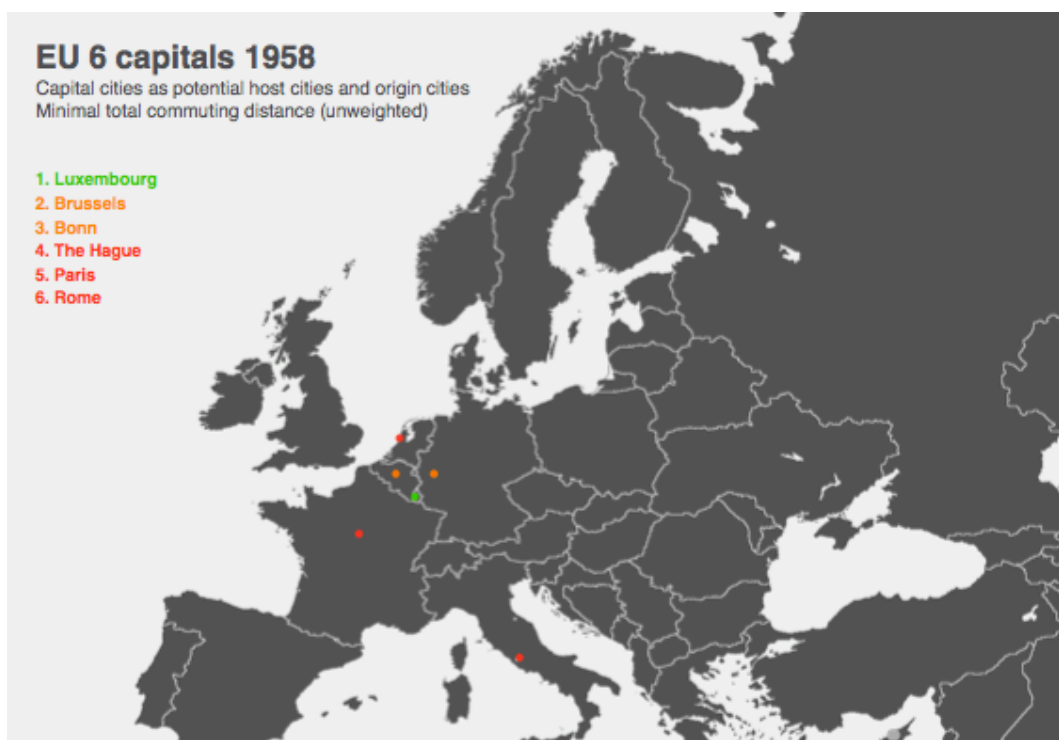 EU 6 capitals 1958
Capital cities as potential host cities and origin cities
Minimal total commuting distance (unweighted)
1. Luxembourg
2. Brussels
3. Bonn
4. The Hague
5. Paris
6. Rome